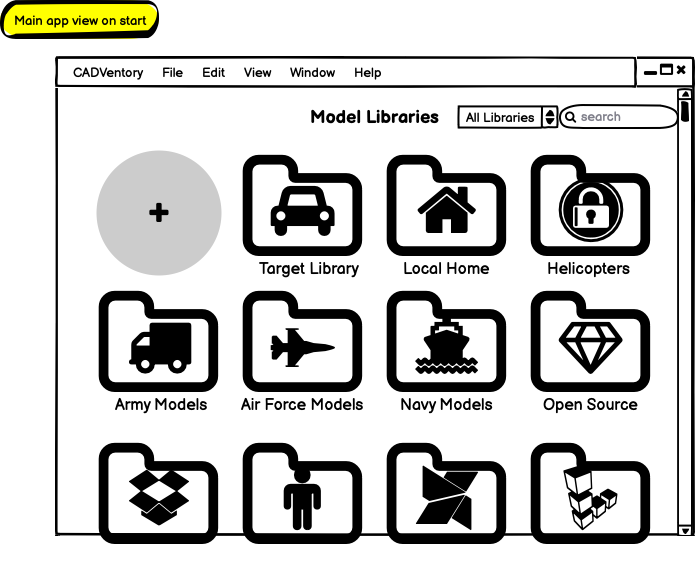 Main app view on start
CADVentory File Edit View Window Help
Model Libraries All Libraries search
Target Library Local Home Helicopters
Army Models Air Force Models Navy Models Open Source